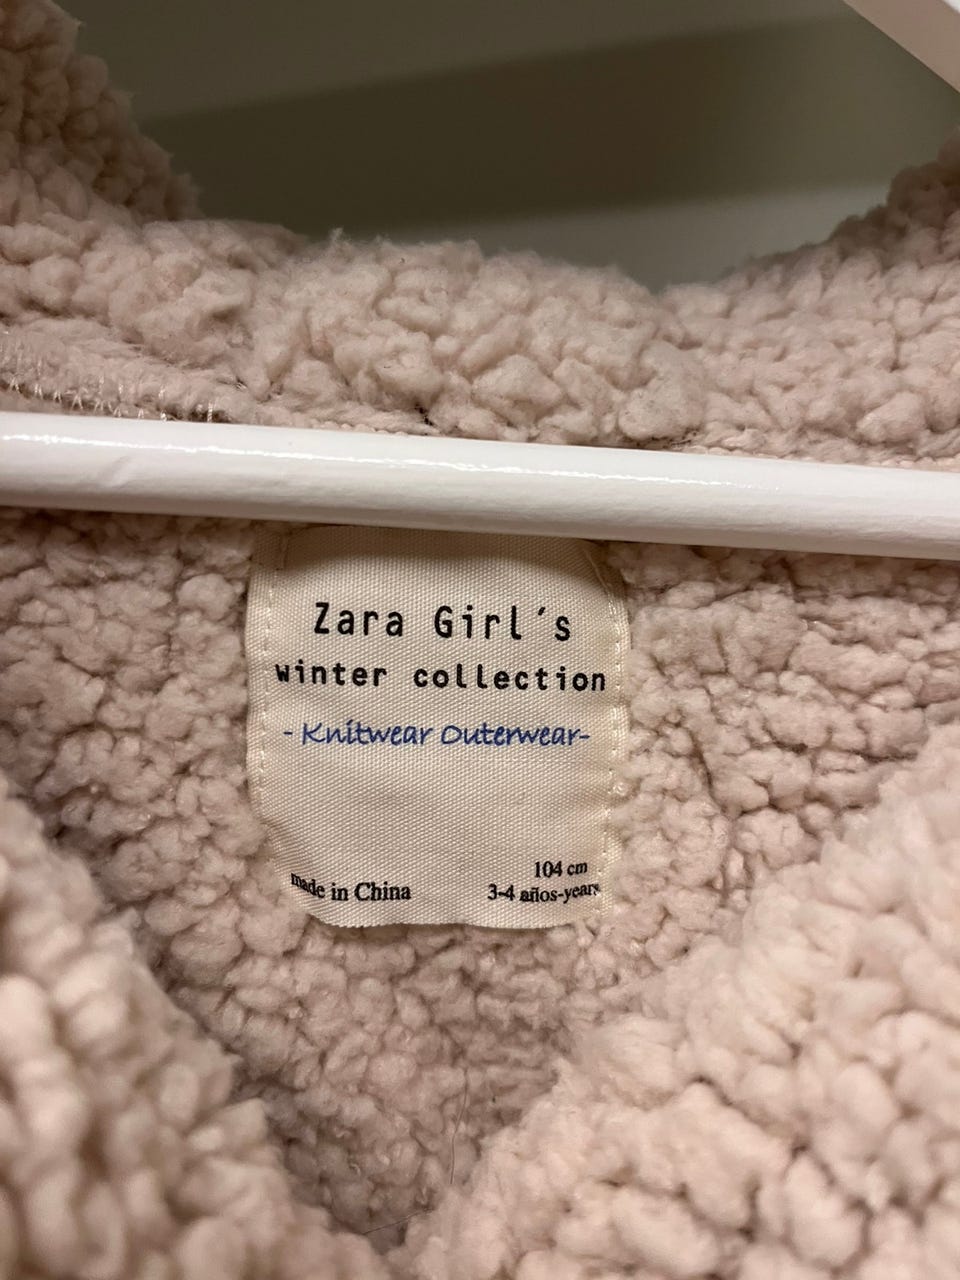 Zara Girl´s
winter collection
- Knitwear Outerwear-
made in China
104 cm
3-4 años-years